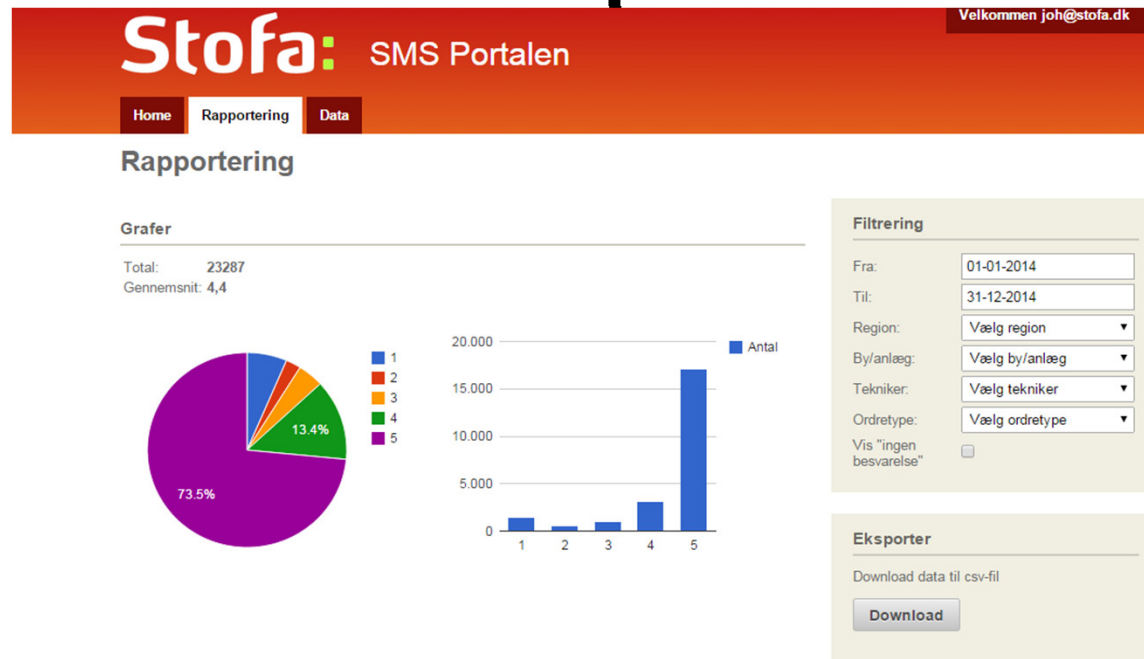 Velkommen joh@stofa.dk
Stofa: SMS Portalen
Home Rapportering Data
Rapportering
Grafer
Total: 23287
Gennemsnit: 4,4
1
2
3
4
5
13.4%
73.5%
20.000
15.000
10.000
5.000
0
1 2 3 4 5
Antal
Filtrering
Fra: 01-01-2014
Til: 31-12-2014
Region: Vælg region
By/anlæg: Vælg by/anlæg
Tekniker: Vælg tekniker
Ordretype: Vælg ordretype
Vis "ingen
besvarelse"
Eksporter
Download data til csv-fil
Download